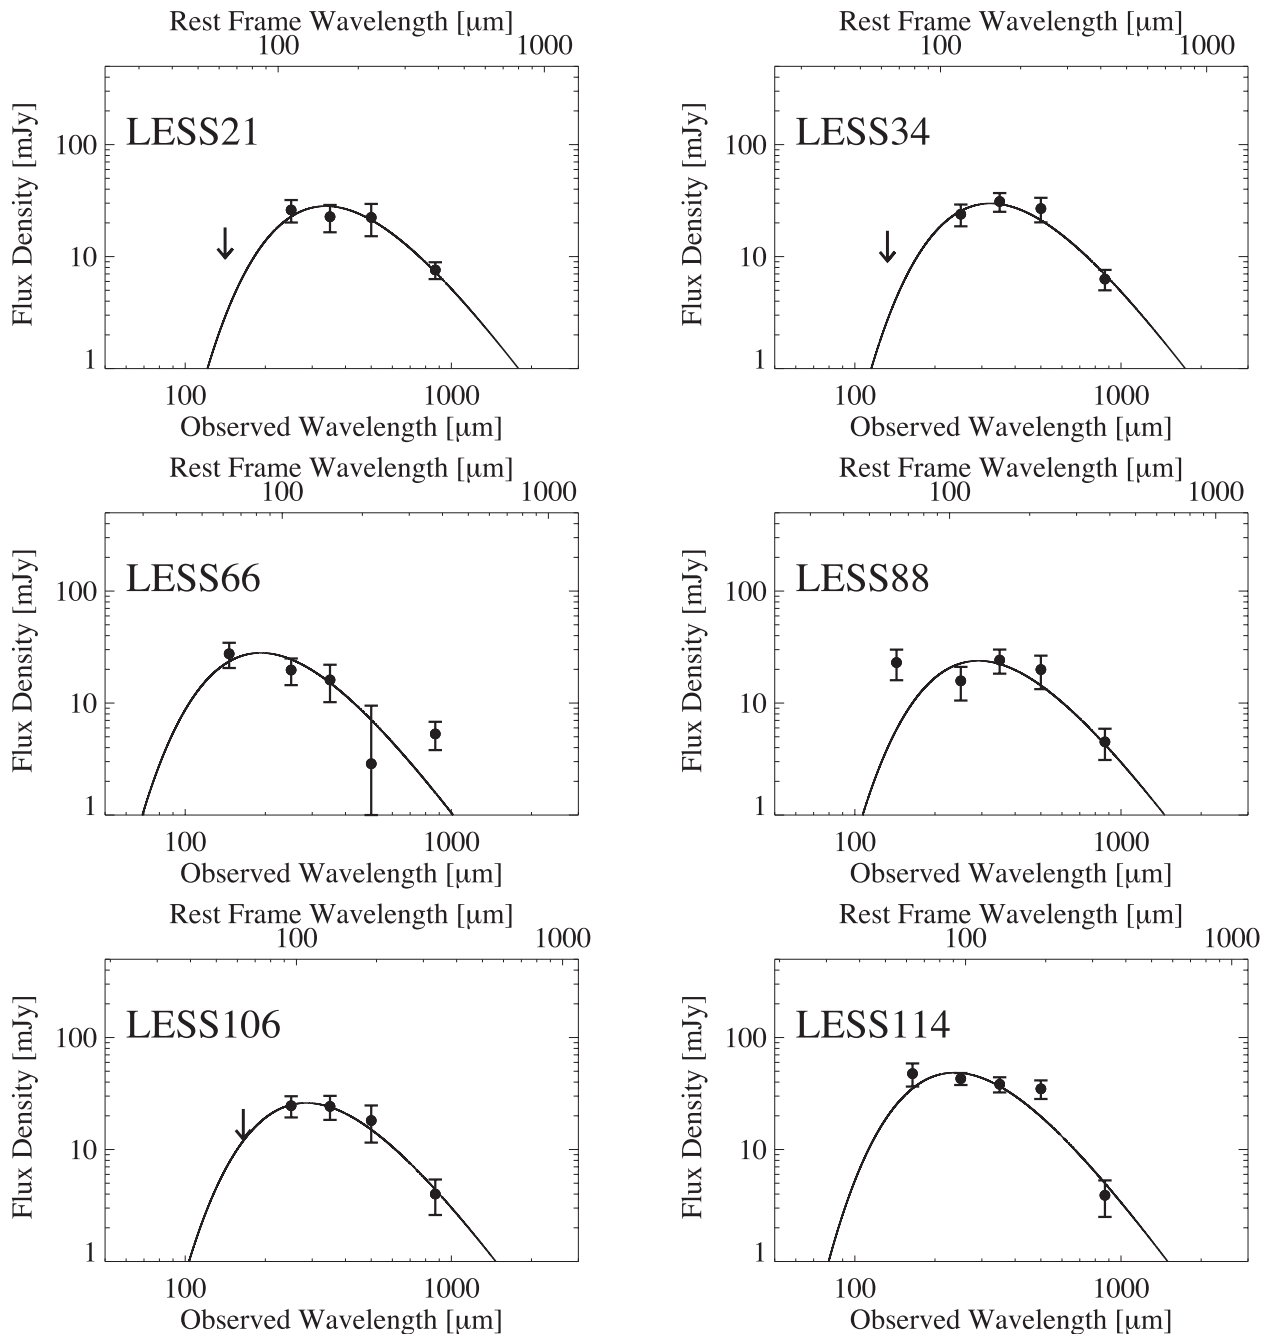 Rest Frame Wavelength [μm]
100 1000
LESS21
Flux Density [mJy]
100
10
1
100 1000
Observed Wavelength [μm]
Rest Frame Wavelength [μm]
100 1000
LESS34
Flux Density [mJy]
100
10
1
100 1000
Observed Wavelength [μm]
Rest Frame Wavelength [μm]
100 1000
LESS66
Flux Density [mJy]
100
10
1
100 1000
Observed Wavelength [μm]
Rest Frame Wavelength [μm]
100 1000
LESS88
Flux Density [mJy]
100
10
1
100 1000
Observed Wavelength [μm]
Rest Frame Wavelength [μm]
100 1000
LESS106
Flux Density [mJy]
100
10
1
100 1000
Observed Wavelength [μm]
Rest Frame Wavelength [μm]
100 1000
LESS114
Flux Density [mJy]
100
10
1
100 1000
Observed Wavelength [μm]